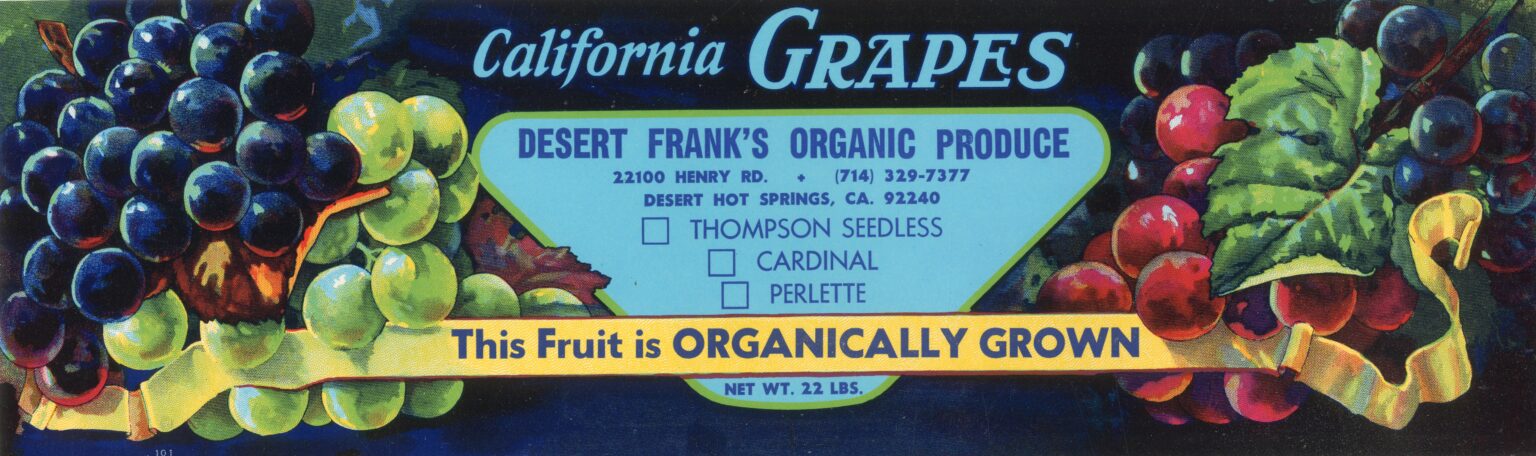 California GRAPES
DESERT FRANK'S ORGANIC PRODUCE
22100 HENRY RD. • (714) 329-7377
DESERT HOT SPRINGS, CA. 92240
THOMPSON SEEDLESS
CARDINAL
PERLETTE
This Fruit is ORGANICALLY GROWN
NET WT. 22 LBS.
101